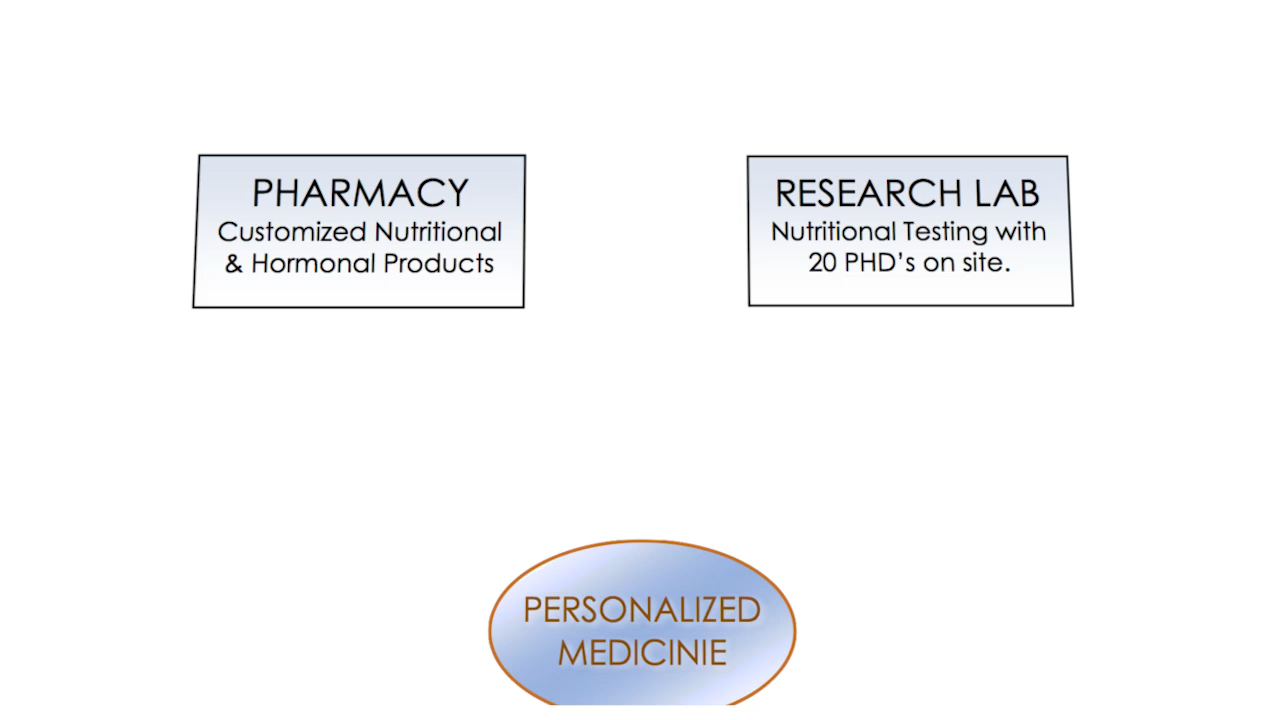 PHARMACY
Customized Nutritional
& Hormonal Products
RESEARCH LAB
Nutritional Testing with
20 PHD’s on site.
PERSONALIZED
MEDICINIE